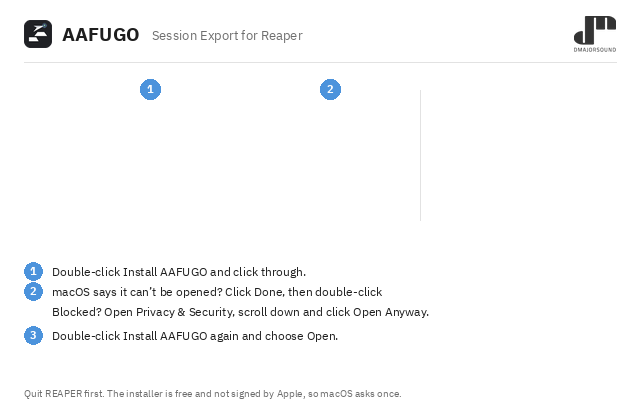 AAFUGO Session Export for Reaper
DMAJORSOUND
1 2
1 Double-click Install AAFUGO and click through.
2 macOS says it can't be opened? Click Done, then double-click
Blocked? Open Privacy & Security, scroll down and click Open Anyway.
3 Double-click Install AAFUGO again and choose Open.
Quit REAPER first. The installer is free and not signed by Apple, so macOS asks once.